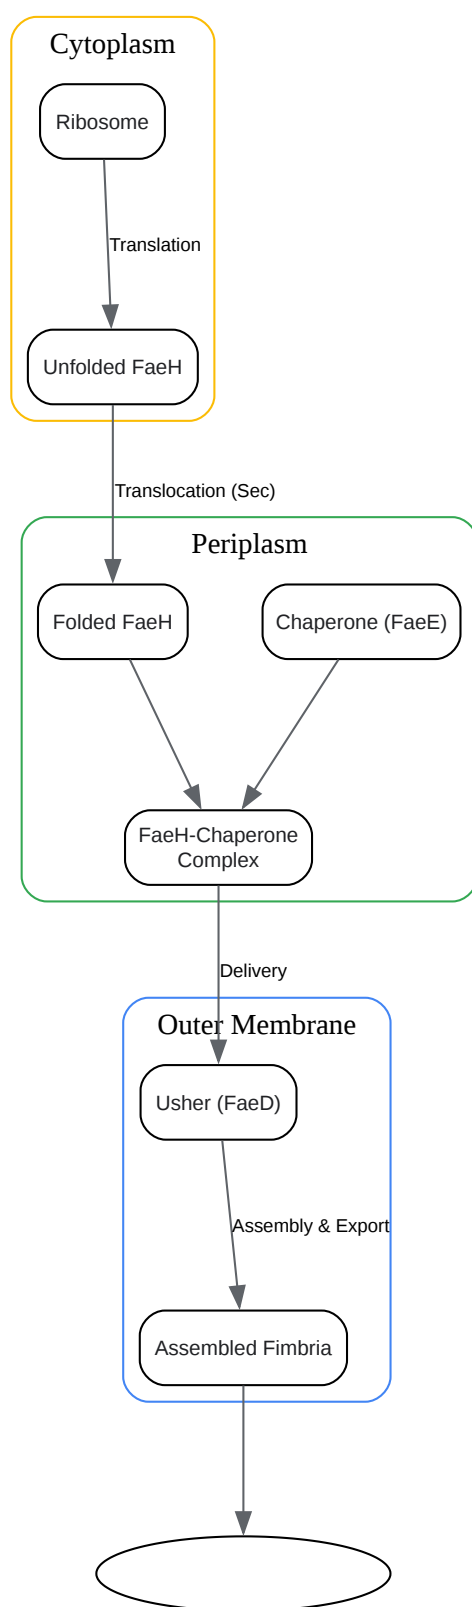 Cytoplasm
Ribosome
Translation
Unfolded FaeH
Translocation (Sec)
Periplasm
Folded FaeH
Chaperone (FaeE)
FaeH-Chaperone
Complex
Delivery
Outer Membrane
Usher (FaeD)
Assembly & Export
Assembled Fimbria